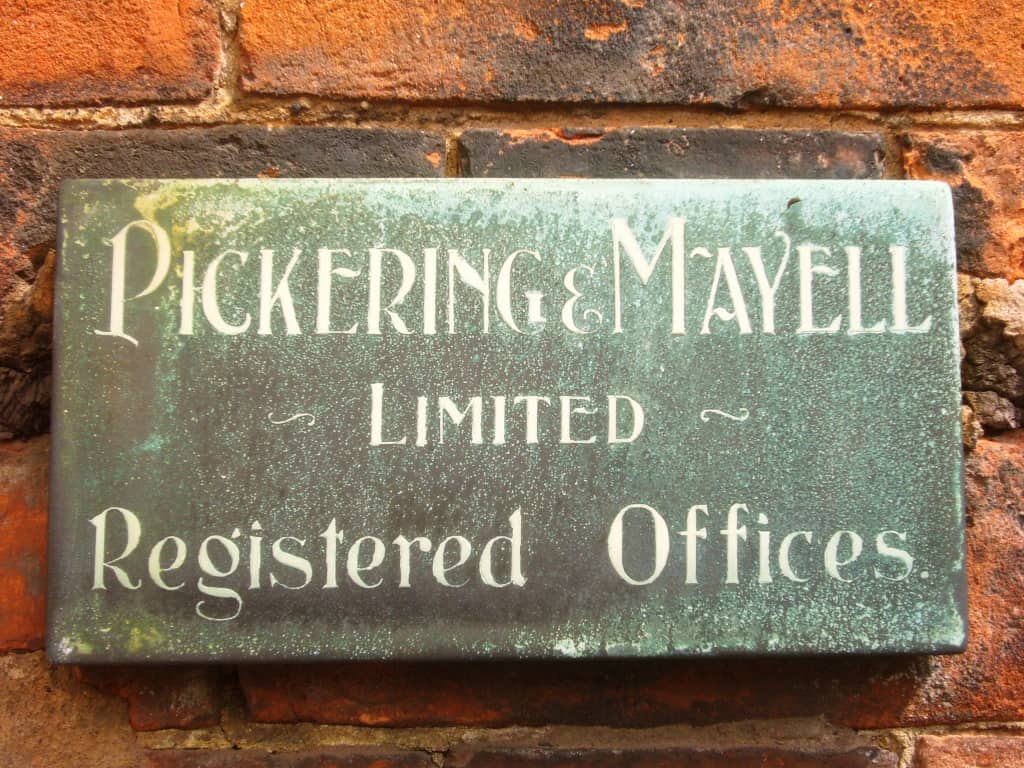 PICKERING & MAYELL
~ LIMITED ~
Registered Offices.